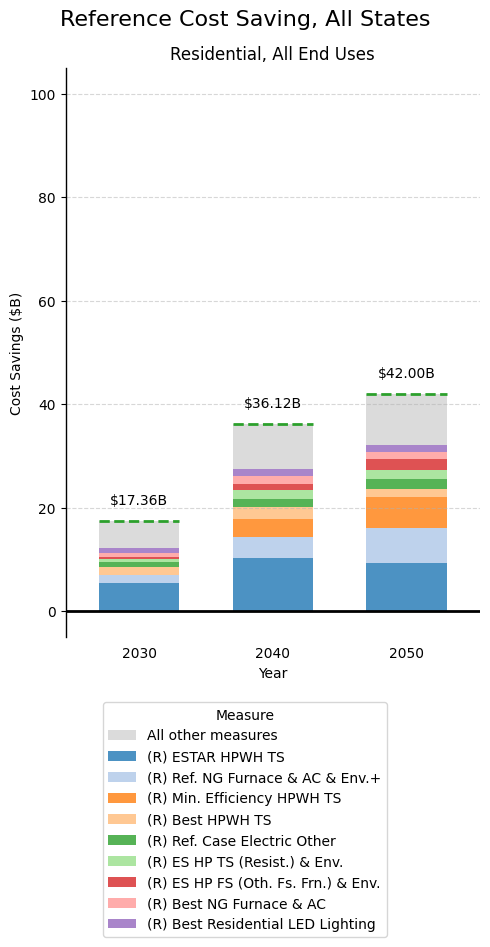 Reference Cost Saving, All States
Residential, All End Uses
100
80
60
40
20
0
Cost Savings ($B)
$17.36B
$36.12B
$42.00B
2030
2040
2050
Year
Measure
All other measures
(R) ESTAR HPWH TS
(R) Ref. NG Furnace & AC & Env.+
(R) Min. Efficiency HPWH TS
(R) Best HPWH TS
(R) Ref. Case Electric Other
(R) ES HP TS (Resist.) & Env.
(R) ES HP FS (Oth. Fs. Frn.) & Env.
(R) Best NG Furnace & AC
(R) Best Residential LED Lighting